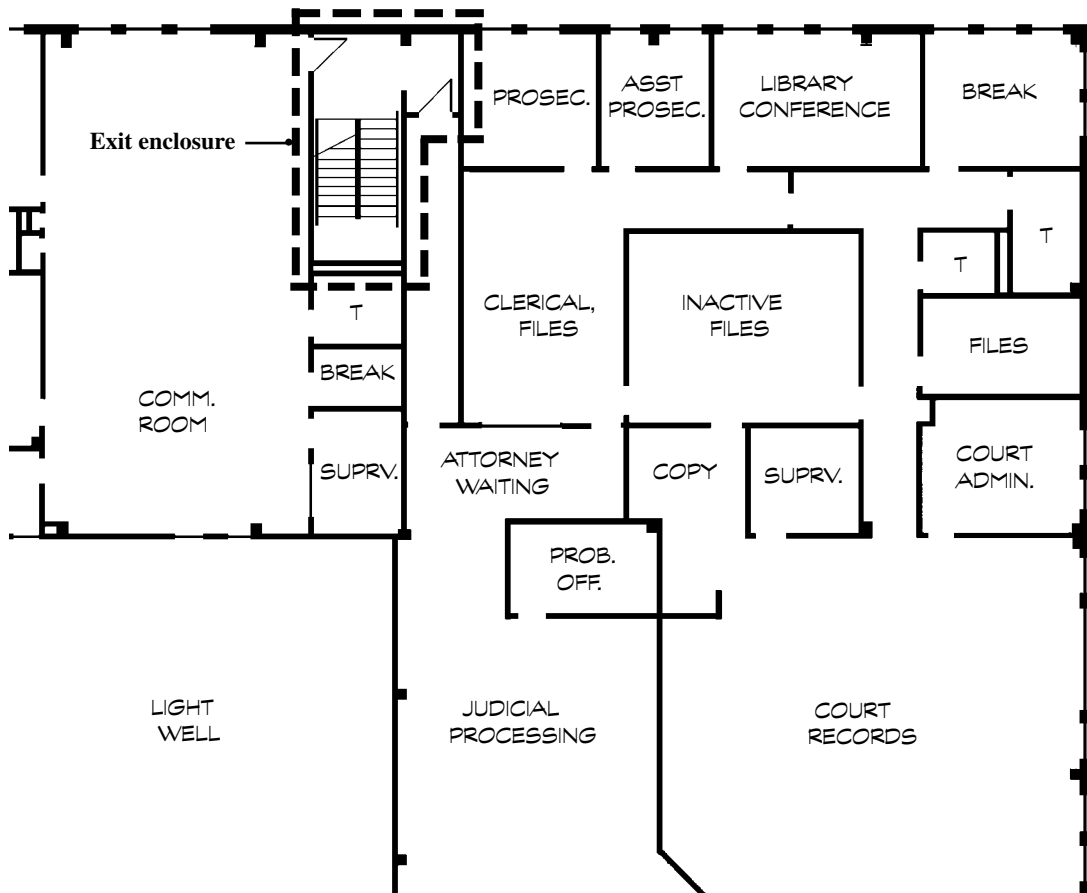 PROSEC.
ASST
PROSEC.
LIBRARY
CONFERENCE
BREAK
Exit enclosure
T
T
T
CLERICAL,
FILES
INACTIVE
FILES
FILES
BREAK
COMM.
ROOM
SUPRV.
ATTORNEY
WAITING
COPY
SUPRV.
COURT
ADMIN.
PROB.
OFF.
LIGHT
WELL
JUDICIAL
PROCESSING
COURT
RECORDS